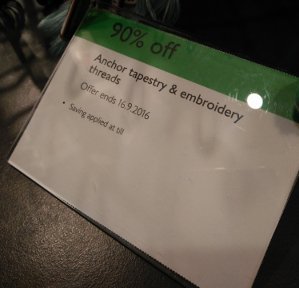 90% off
Anchor tapestry & embroidery
threads
Offer ends 16.9.2016
• Saving applied at till